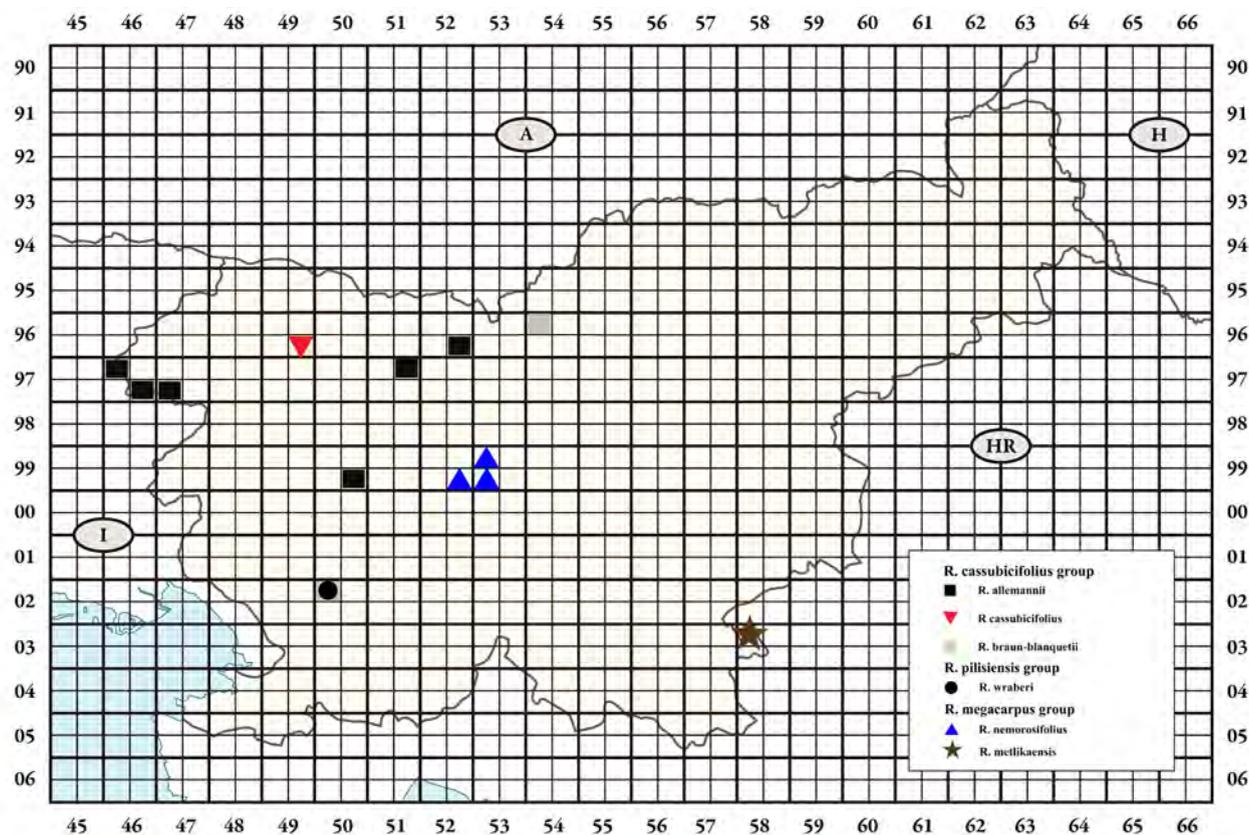 45 46 47 48 49 50 51 52 53 54 55 56 57 58 59 60 61 62 63 64 65 66
90 90
91 91
A H
92 92
93 93
94 94
95 95
96 96
97 97
98 98
HR
99 99
00 00
I
01 01
02 02
03 03
04 04
05 05
06 06
R. cassubicifolius group
R. allemannii
R cassubicifolius
R. braun-blanquetii
R. pilisiensis group
R. wraberi
R. megacarpus group
R. nemorosifolius
R. metlikaensis
45 46 47 48 49 50 51 52 53 54 55 56 57 58 59 60 61 62 63 64 65 66